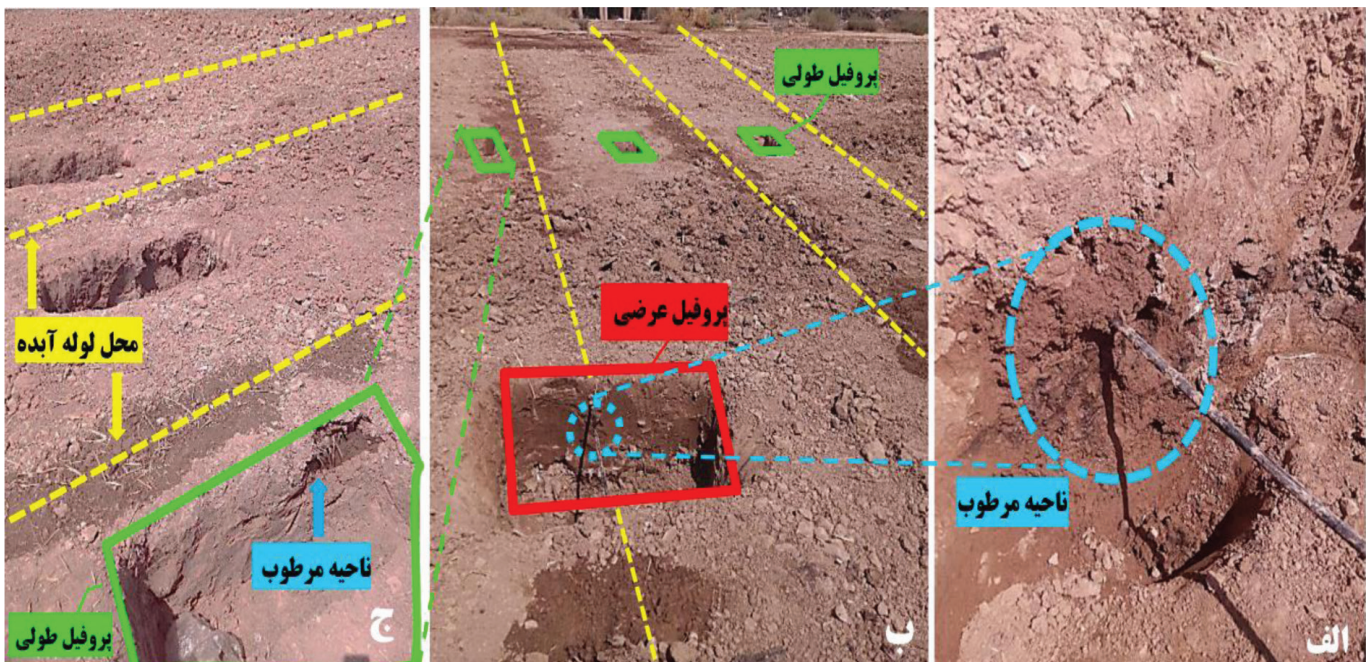 ناحیه مرطوب
الف
پروفیل طولی
پروفیل عرضی
ب
محل لوله آبده
ناحیه مرطوب
پروفیل طولی
ج